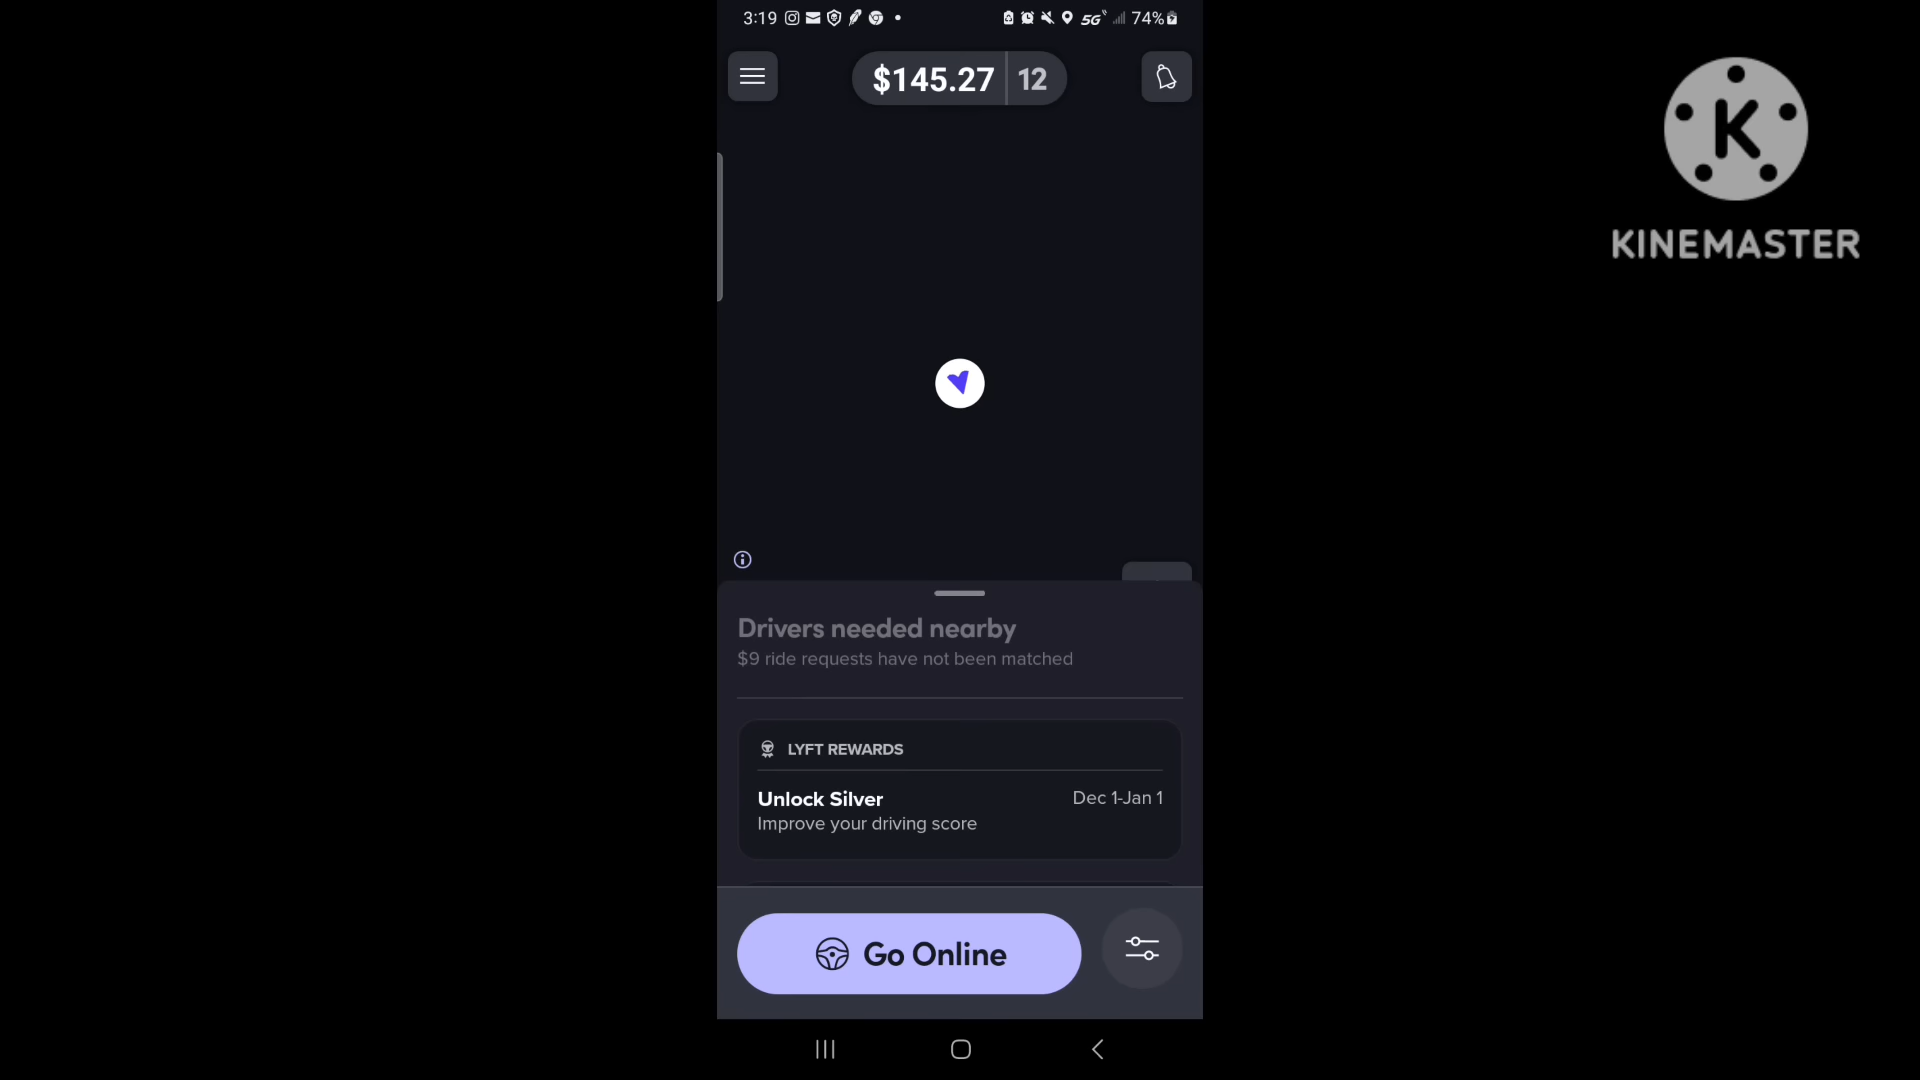 3:19
5G
74%
$145.27
12
K
KINEMASTER
Drivers needed nearby
$9 ride requests have not been matched
LYFT REWARDS
Unlock Silver
Dec 1-Jan 1
Improve your driving score
Go Online